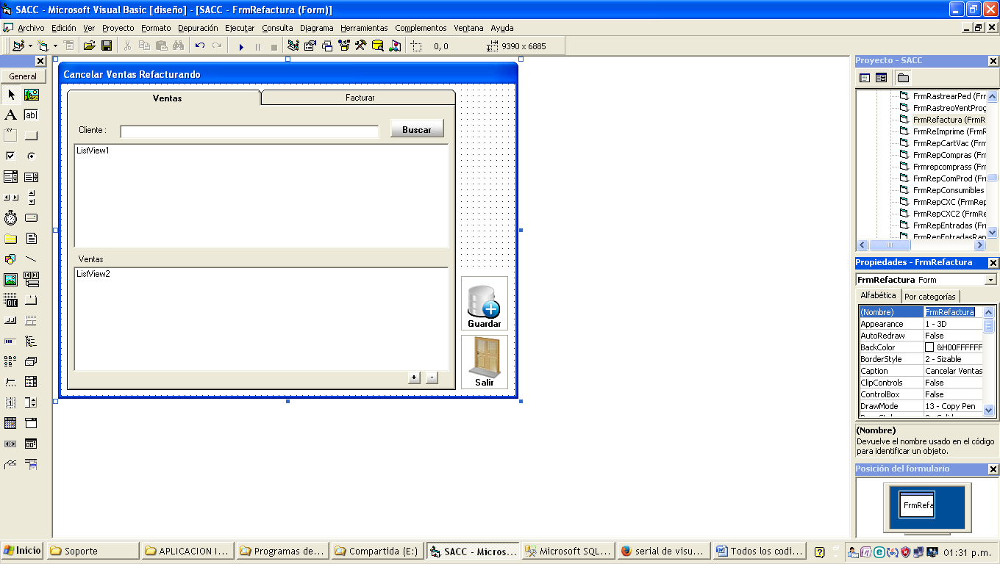 SACC - Microsoft Visual Basic [diseño] - [SACC - FrmRefactura (Form)]
Archivo Edición Ver Proyecto Formato Depuración Ejecutar Consulta Diagrama Herramientas Complementos Ventana Ayuda
0, 0 9390 x 6885
General
A ab|
xy
OLE
Cancelar Ventas Refacturando
Ventas Facturar
Cliente : Buscar
ListView1
Ventas
ListView2
+ -
Guardar
Salir
Proyecto - SACC
FrmRastrearPed (Frm
FrmRastreoVentProg
FrmRefactura (FrmR
FrmReImprime (FrmR
FrmRepCartVac (Frm
FrmRepCompras (Frm
Frmrepcomprass (Frm
FrmRepComProd (Frm
FrmRepConsumibles
FrmRepCXC (FrmRep
FrmRepCXC2 (FrmRe
FrmRepEntradas (Frm
FrmRepEntradasRap
Propiedades - FrmRefactura
FrmRefactura Form
Alfabética Por categorías
(Nombre) FrmRefactura
Appearance 1 - 3D
AutoRedraw False
BackColor &H00FFFFFF
BorderStyle 2 - Sizable
Caption Cancelar Ventas
ClipControls False
ControlBox False
DrawMode 13 - Copy Pen
(Nombre)
Devuelve el nombre usado en el código
para identificar un objeto.
Posición del formulario
FrmRefa
Inicio Soporte APLICACION I... Programas de... Compartida (E:) SACC - Micros... Microsoft SQL... serial de visu... Todos los codi... 01:31 p.m.